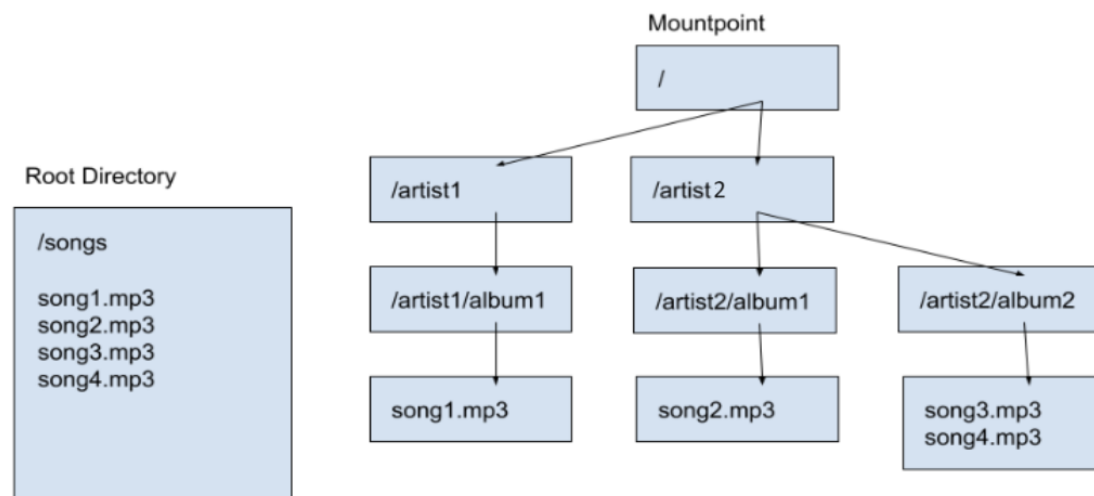 Mountpoint
/
Root Directory
/songs
song1.mp3
song2.mp3
song3.mp3
song4.mp3
/artist1
/artist2
/artist1/album1
/artist2/album1
/artist2/album2
song1.mp3
song2.mp3
song3.mp3
song4.mp3